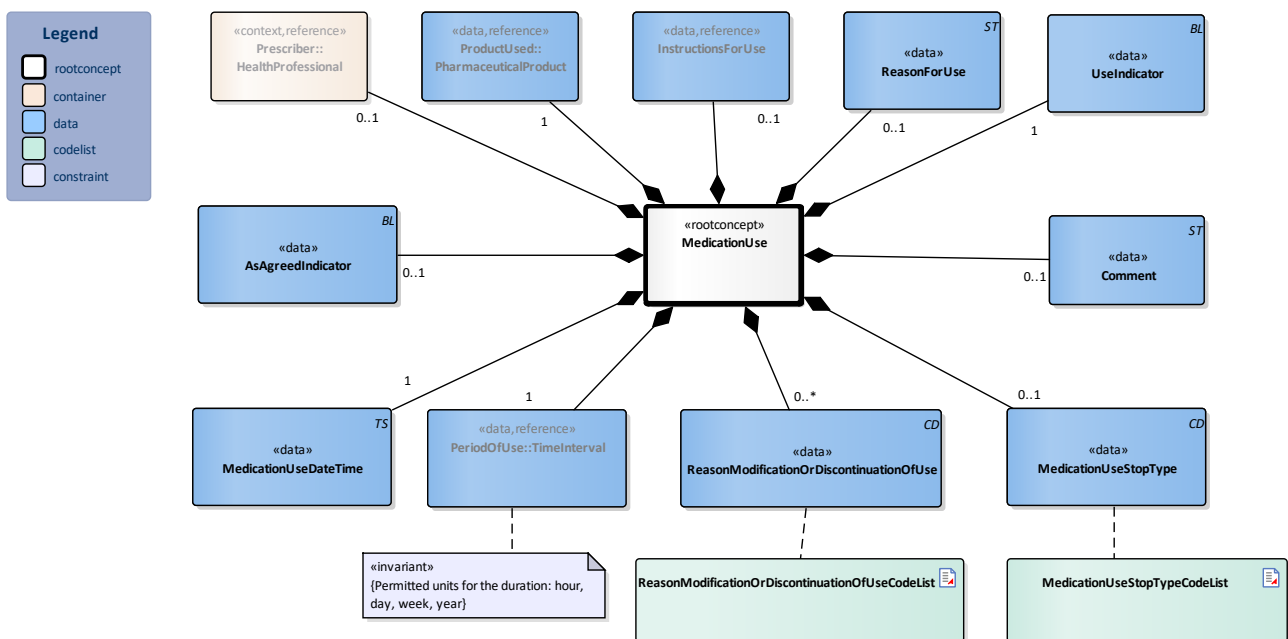 Legend
rootconcept
container
data
codelist
constraint
«context,reference»
Prescriber::
HealthProfessional
0..1
«data,reference»
ProductUsed::
PharmaceuticalProduct
1
«data,reference»
InstructionsForUse
0..1
ST
«data»
ReasonForUse
0..1
BL
«data»
UseIndicator
1
BL
«data»
AsAgreedIndicator
0..1
«rootconcept»
MedicationUse
ST
«data»
Comment
0..1
1
TS
«data»
MedicationUseDateTime
1
«data,reference»
PeriodOfUse::TimeInterval
0..*
CD
«data»
ReasonModificationOrDiscontinuationOfUse
0..1
CD
«data»
MedicationUseStopType
«invariant»
{Permitted units for the duration: hour,
day, week, year}
ReasonModificationOrDiscontinuationOfUseCodeList
MedicationUseStopTypeCodeList